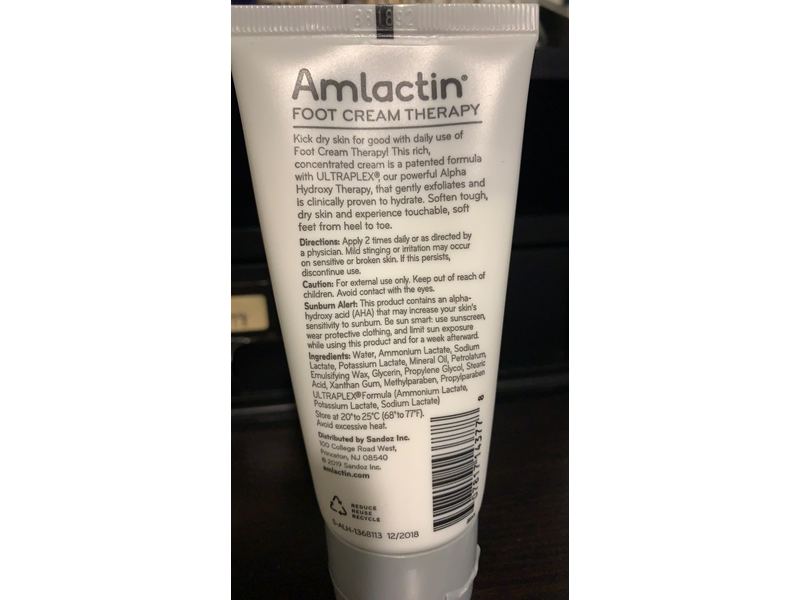 Amlactin®
FOOT CREAM THERAPY
Kick dry skin for good with daily use of
Foot Cream Therapy! This rich,
concentrated cream is a patented formula
with ULTRAPLEX®, our powerful Alpha
Hydroxy Therapy, that gently exfoliates and
is clinically proven to hydrate. Soften tough,
dry skin and experience touchable, soft
feet from heel to toe.
Directions: Apply 2 times daily or as directed by
a physician. Mild stinging or irritation may occur
on sensitive or broken skin. If this persists,
discontinue use.
Caution: For external use only. Keep out of reach of
children. Avoid contact with the eyes.
Sunburn Alert: This product contains an alpha-
hydroxy acid (AHA) that may increase your skin's
sensitivity to sunburn. Be sun smart: use sunscreen,
wear protective clothing, and limit sun exposure
while using this product and for a week afterward.
Ingredients: Water, Ammonium Lactate, Sodium
Lactate, Potassium Lactate, Mineral Oil, Petrolatum,
Emulsifying Wax, Glycerin, Propylene Glycol, Stearic
Acid, Xanthan Gum, Methylparaben, Propylparaben
ULTRAPLEX® Formula (Ammonium Lactate,
Potassium Lactate, Sodium Lactate)
Store at 20° to 25°C (68° to 77°F).
Avoid excessive heat.
Distributed by Sandoz Inc.
100 College Road West,
Princeton, NJ 08540
© 2019 Sandoz Inc.
amlactin.com
REDUCE
REUSE
RECYCLE
S-ALH-1368113 12/2018